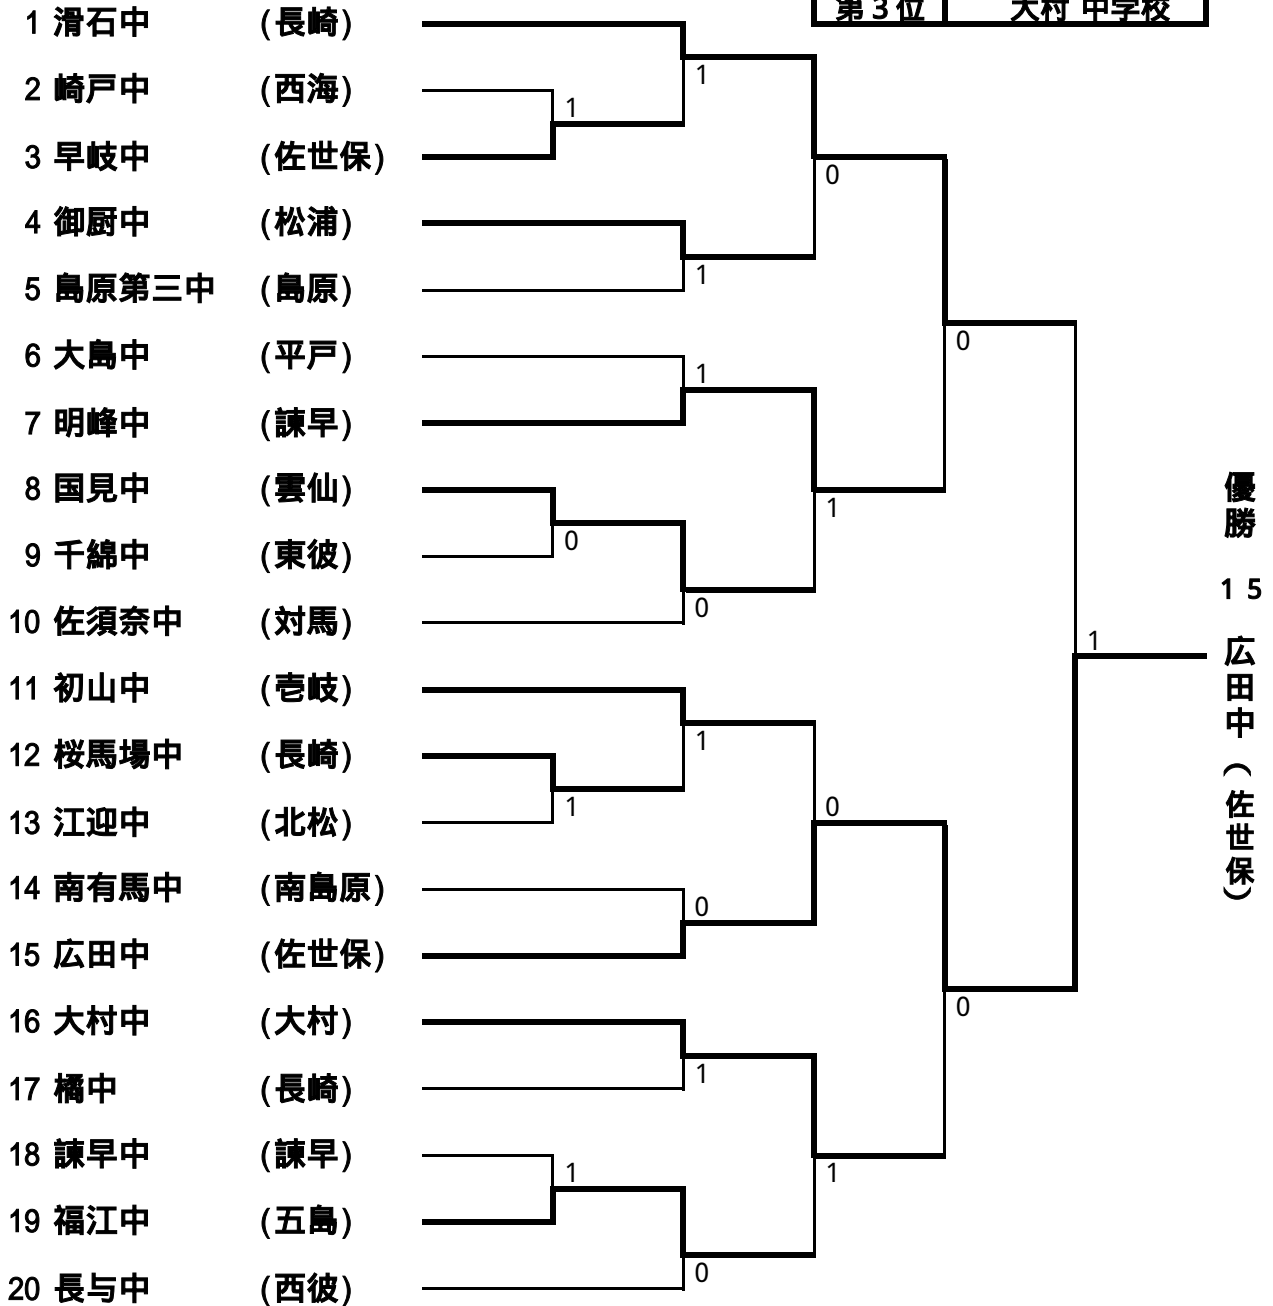 第３位 大村 中学校
1 滑石中 (長崎)
1
2 崎戸中 (西海)
1
3 早岐中 (佐世保)
0
4 御厨中 (松浦)
1
5 島原第三中 (島原)
0
6 大島中 (平戸)
1
7 明峰中 (諫早)
8 国見中 (雲仙)
1
0
9 千綿中 (東彼)
0
10 佐須奈中 (対馬)
1
11 初山中 (壱岐)
1
12 桜馬場中 (長崎)
1
0
13 江迎中 (北松)
14 南有馬中 (南島原)
0
15 広田中 (佐世保)
0
16 大村中 (大村)
1
17 橘中 (長崎)
18 諫早中 (諫早)
1
1
19 福江中 (五島)
0
20 長与中 (西彼)
優勝 １５ 広田中（佐世保）